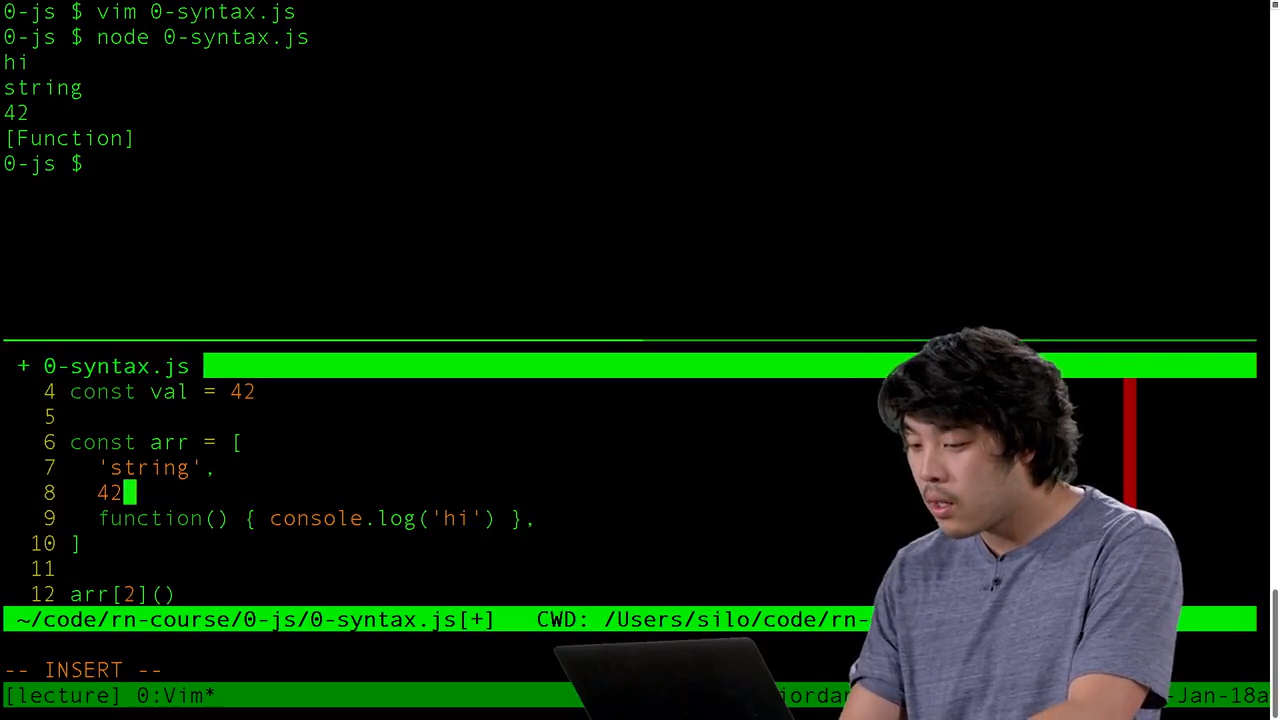 0-js $ vim 0-syntax.js
0-js $ node 0-syntax.js
hi
string
42
[Function]
0-js $
+ 0-syntax.js
4 const val = 42
5
6 const arr = [
7   'string',
8   42
9   function() { console.log('hi') },
10 ]
11
12 arr[2]()
~/code/rn-course/0-js/0-syntax.js[+]   CWD: /Users/silo/code/rn-
-- INSERT --
[lecture] 0:Vim* -Jan-18